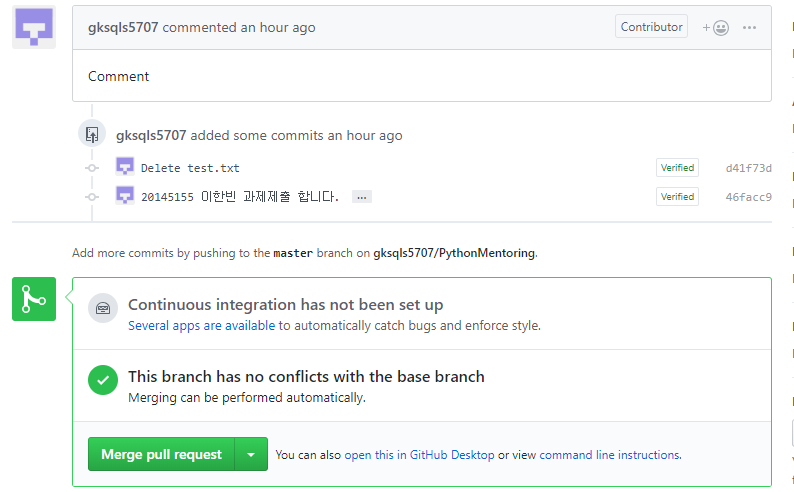 gksqls5707 commented an hour ago Contributor
Comment
gksqls5707 added some commits an hour ago
Delete test.txt Verified d41f73d
20145155 이한빈 과제제출 합니다. … Verified 46facc9
Add more commits by pushing to the master branch on gksqls5707/PythonMentoring.
Continuous integration has not been set up
Several apps are available to automatically catch bugs and enforce style.
This branch has no conflicts with the base branch
Merging can be performed automatically.
Merge pull request You can also open this in GitHub Desktop or view command line instructions.